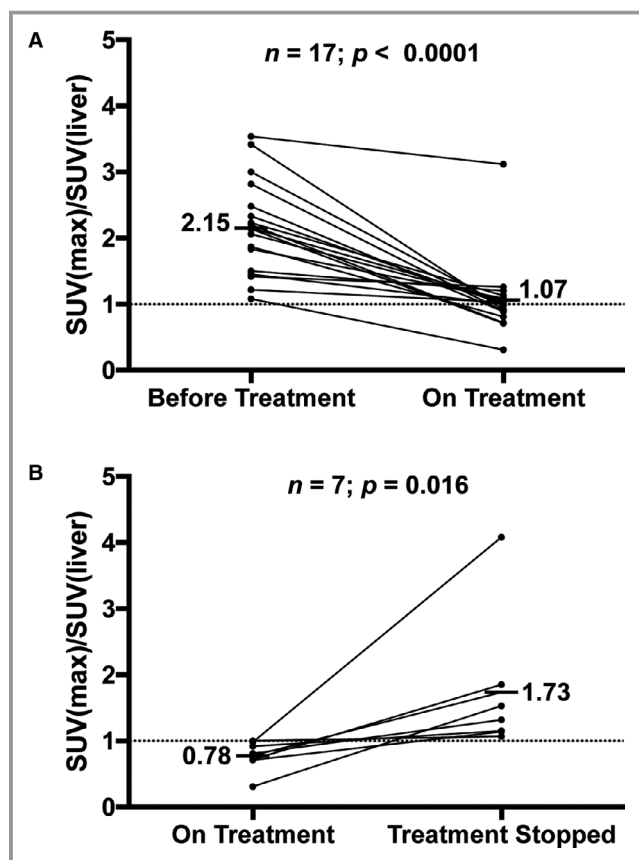 A
n = 17; p < 0.0001
SUV(max)/SUV(liver)
5
4
3
2
1
0
2.15
1.07
Before Treatment
On Treatment
B
n = 7; p = 0.016
SUV(max)/SUV(liver)
5
4
3
2
1
0
0.78
1.73
On Treatment
Treatment Stopped